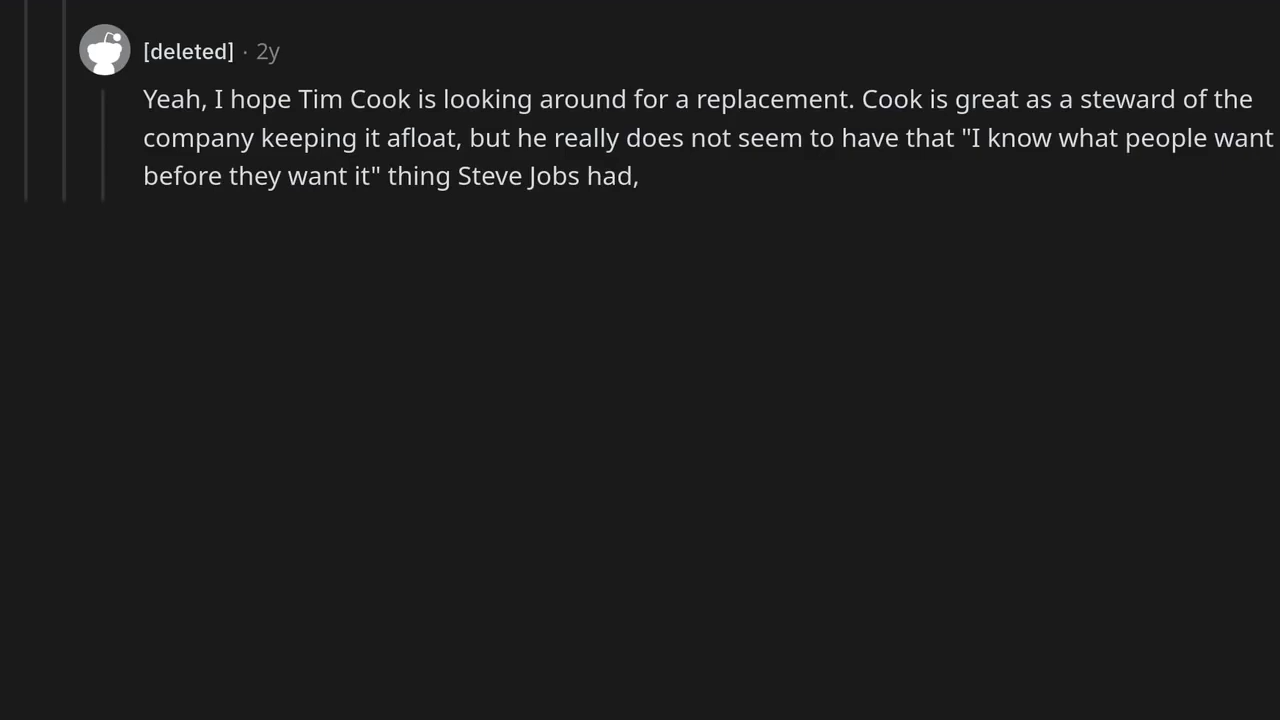 [deleted] · 2y
Yeah, I hope Tim Cook is looking around for a replacement. Cook is great as a steward of the
company keeping it afloat, but he really does not seem to have that "I know what people want
before they want it" thing Steve Jobs had,